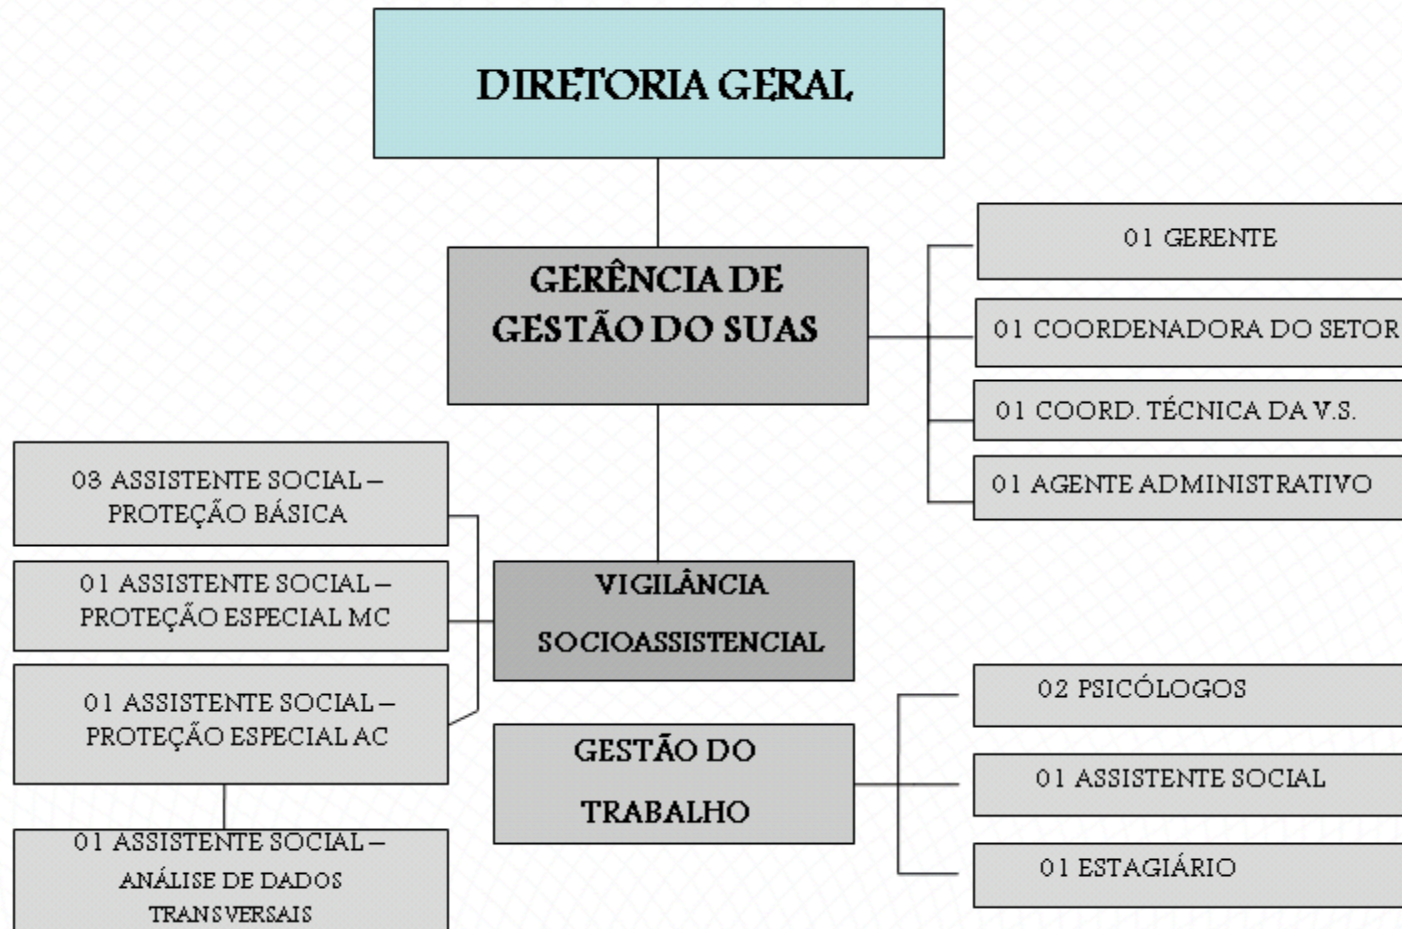 DIRETORIA GERAL
GERÊNCIA DE
GESTÃO DO SUAS
01 GERENTE
01 COORDENADORA DO SETOR
01 COORD. TÉCNICA DA V.S.
01 AGENTE ADMINISTRATIVO
03 ASSISTENTE SOCIAL –
PROTEÇÃO BÁSICA
01 ASSISTENTE SOCIAL –
PROTEÇÃO ESPECIAL MC
01 ASSISTENTE SOCIAL –
PROTEÇÃO ESPECIAL AC
01 ASSISTENTE SOCIAL –
ANÁLISE DE DADOS
TRANSVERSAIS
VIGILÂNCIA
SOCIOASSISTENCIAL
GESTÃO DO
TRABALHO
02 PSICÓLOGOS
01 ASSISTENTE SOCIAL
01 ESTAGIÁRIO